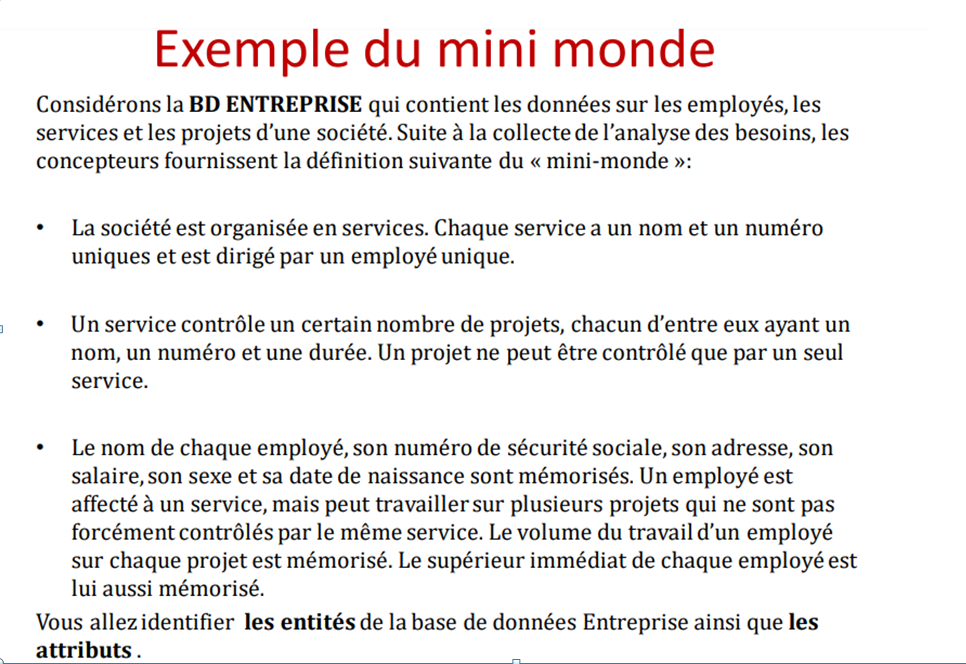 Exemple du mini monde
Considérons la BD ENTREPRISE qui contient les données sur les employés, les
services et les projets d’une société. Suite à la collecte de l’analyse des besoins, les
concepteurs fournissent la définition suivante du « mini-monde »:
• La société est organisée en services. Chaque service a un nom et un numéro
uniques et est dirigé par un employé unique.
• Un service contrôle un certain nombre de projets, chacun d’entre eux ayant un
nom, un numéro et une durée. Un projet ne peut être contrôlé que par un seul
service.
• Le nom de chaque employé, son numéro de sécurité sociale, son adresse, son
salaire, son sexe et sa date de naissance sont mémorisés. Un employé est
affecté à un service, mais peut travailler sur plusieurs projets qui ne sont pas
forcément contrôlés par le même service. Le volume du travail d’un employé
sur chaque projet est mémorisé. Le supérieur immédiat de chaque employé est
lui aussi mémorisé.
Vous allez identifier les entités de la base de données Entreprise ainsi que les
attributs .